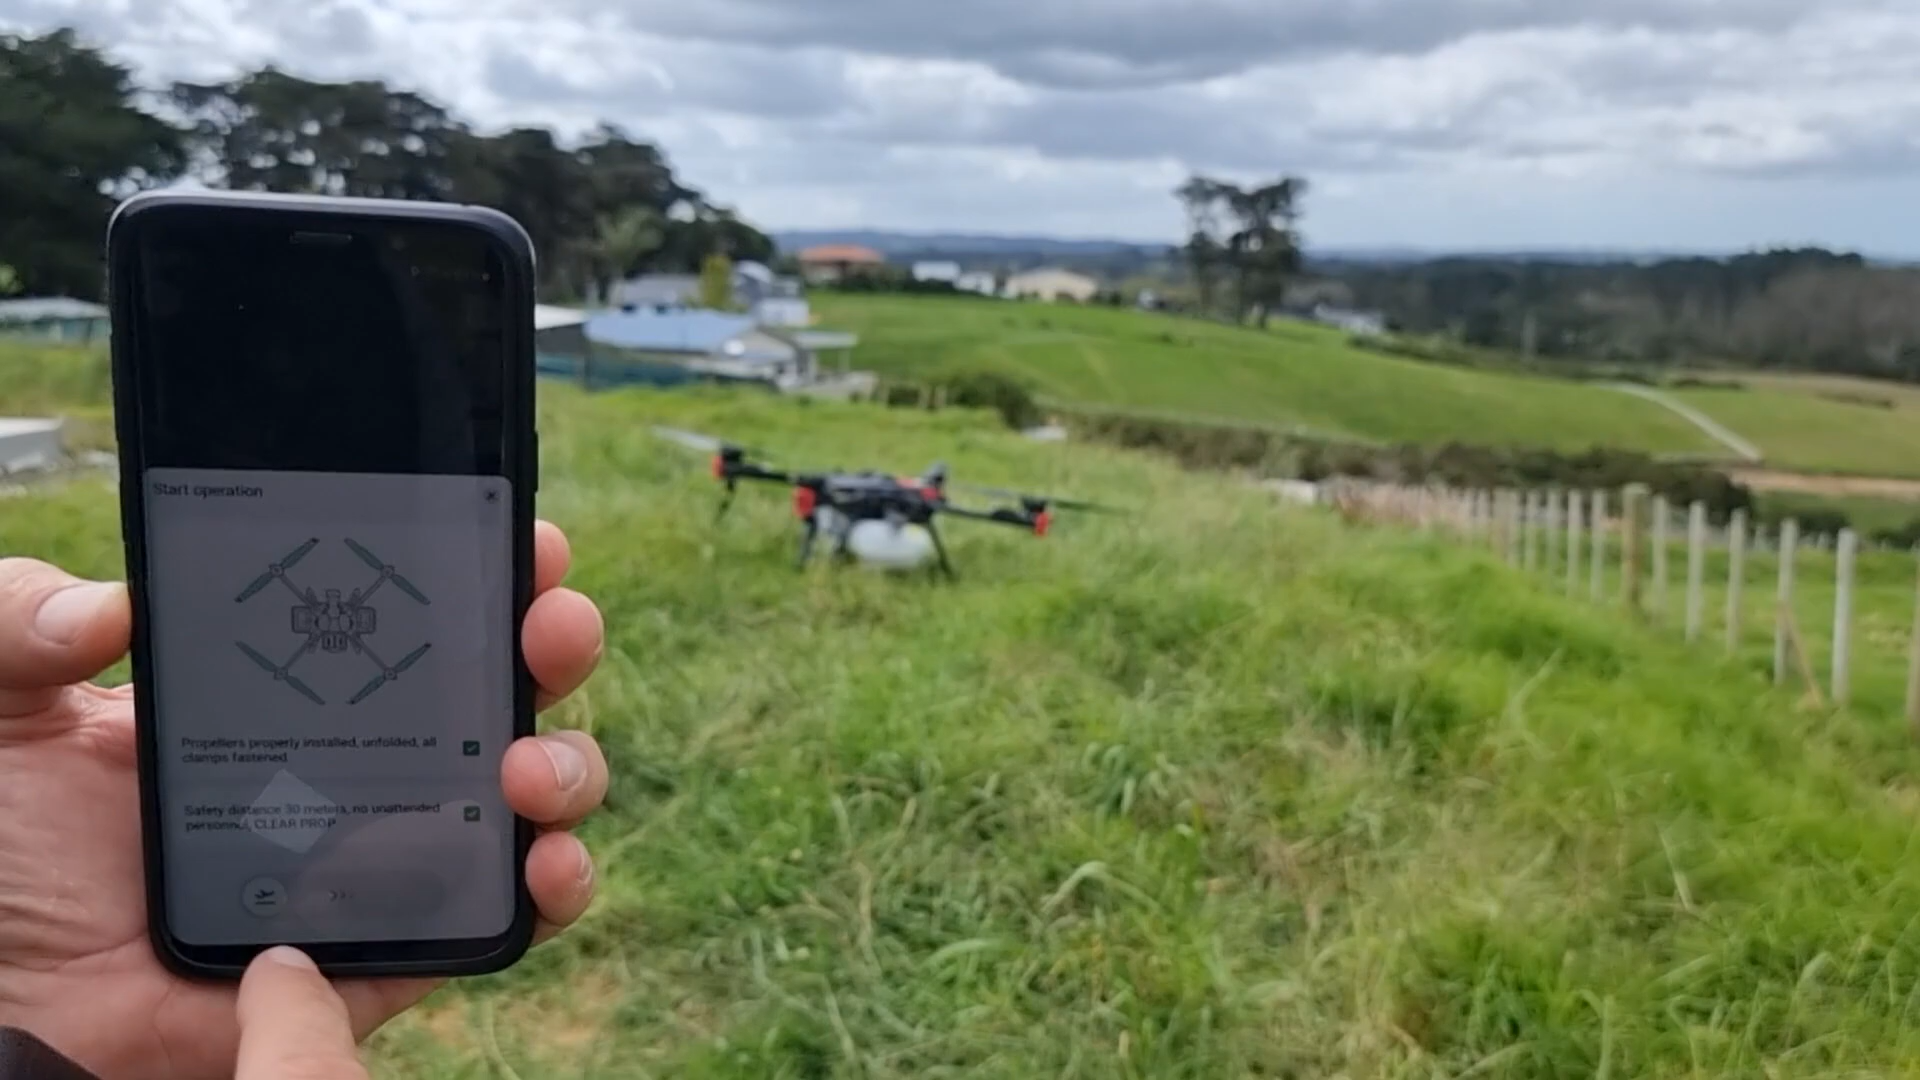 Start operation
Propellers properly installed, unfolded, all
clamps fastened
Safety distance 30 meters, no unattended
personnel, CLEAR PROP